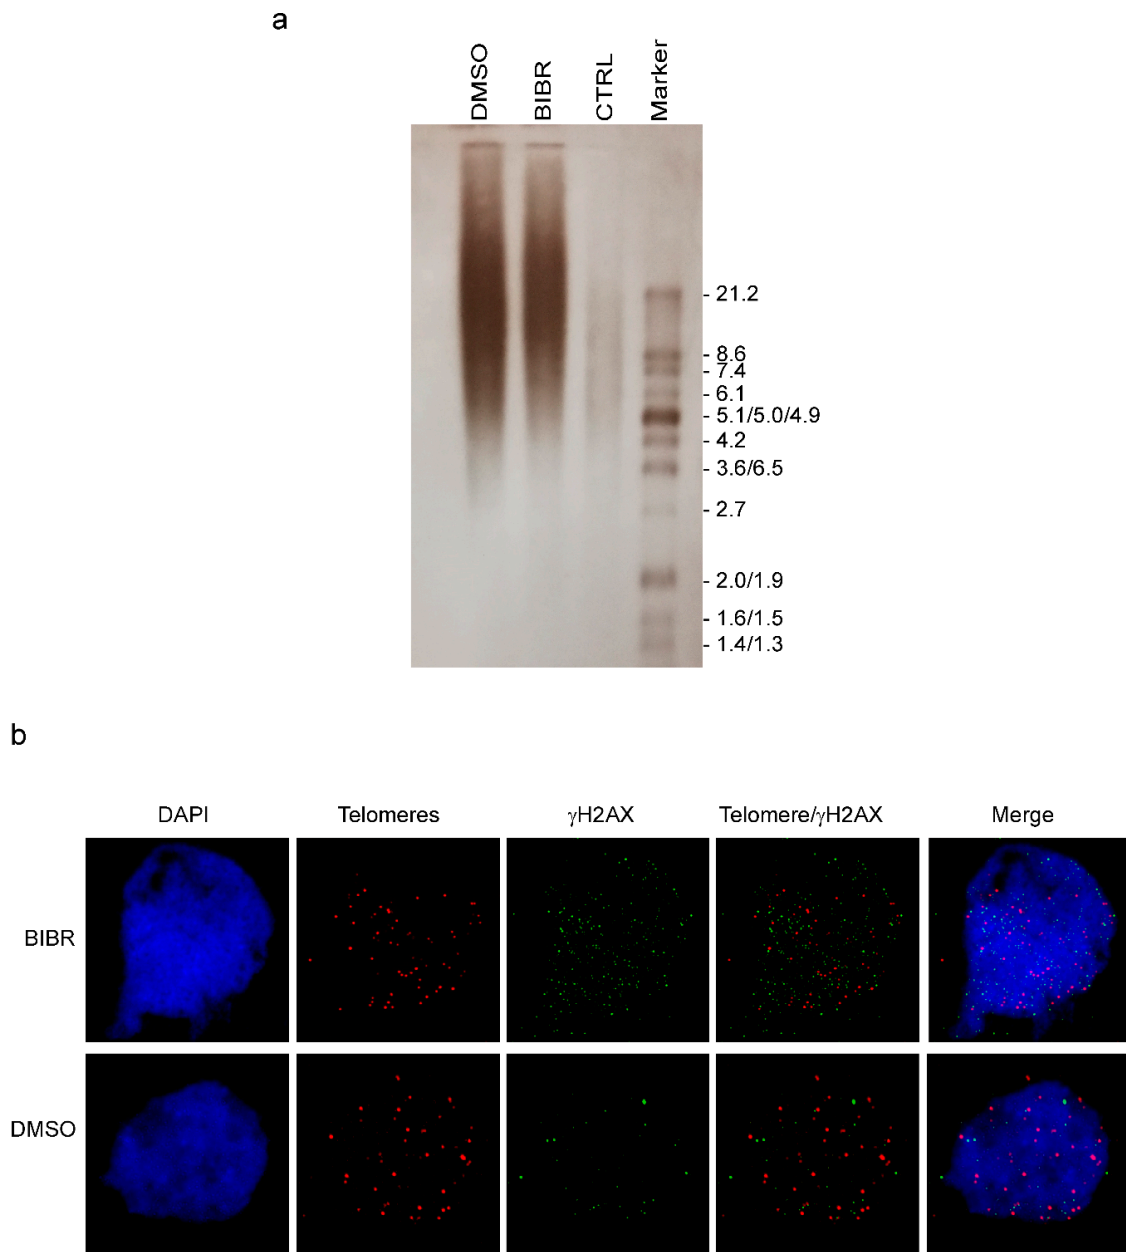 a
DMSO
BIBR
CTRL
Marker
- 21.2
- 8.6
- 7.4
- 6.1
- 5.1/5.0/4.9
- 4.2
- 3.6/6.5
- 2.7
- 2.0/1.9
- 1.6/1.5
- 1.4/1.3
b
DAPI Telomeres γH2AX Telomere/γH2AX Merge
BIBR
DMSO